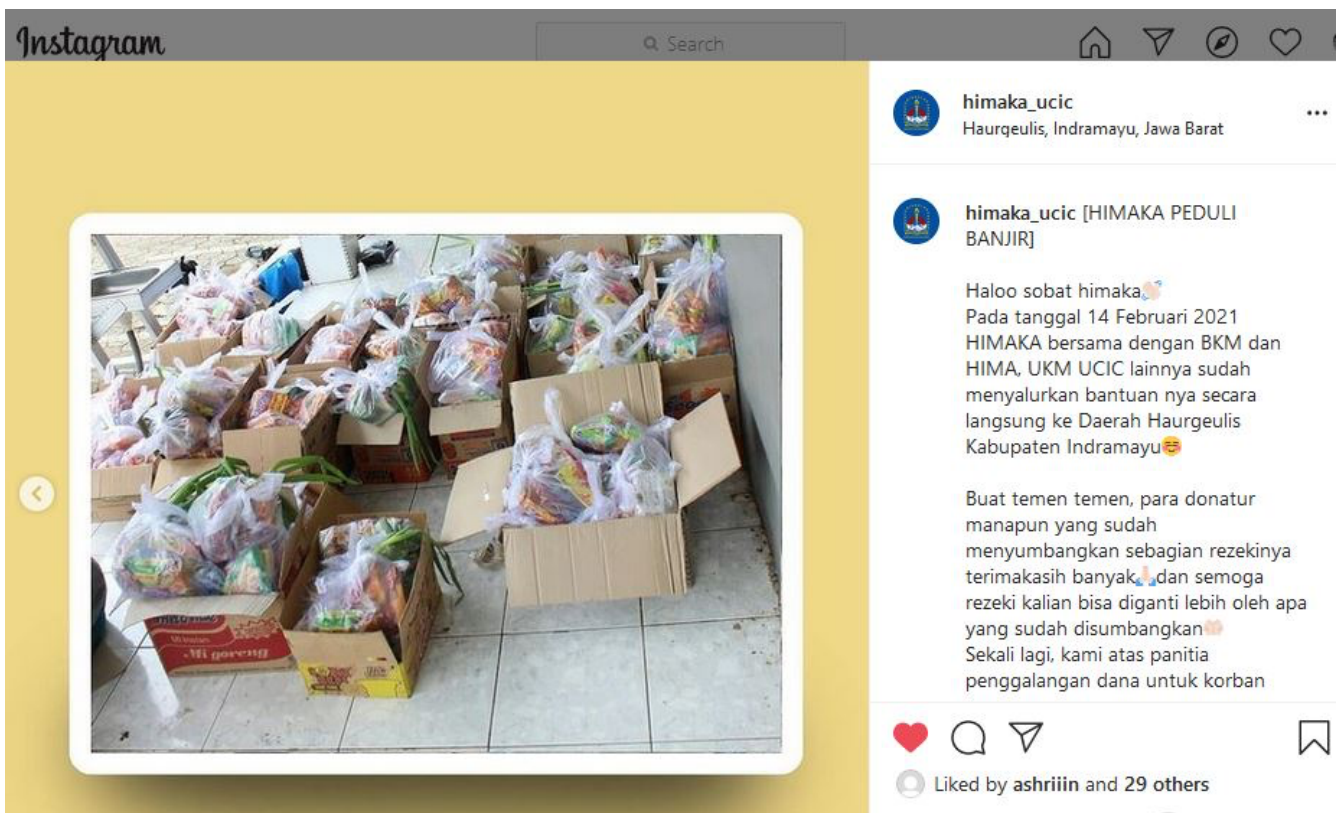 Instagram
Search
himaka_ucic
Haurgeulis, Indramayu, Jawa Barat
himaka_ucic [HIMAKA PEDULI
BANJIR]
Haloo sobat himaka👋🏻
Pada tanggal 14 Februari 2021
HIMAKA bersama dengan BKM dan
HIMA, UKM UCIC lainnya sudah
menyalurkan bantuan nya secara
langsung ke Daerah Haurgeulis
Kabupaten Indramayu☺️
Buat temen temen, para donatur
manapun yang sudah
menyumbangkan sebagian rezekinya
terimakasih banyak🙏🏻dan semoga
rezeki kalian bisa diganti lebih oleh apa
yang sudah disumbangkan🤲🏻
Sekali lagi, kami atas panitia
penggalangan dana untuk korban
Liked by ashriiin and 29 others
Mi instan
Mi goreng